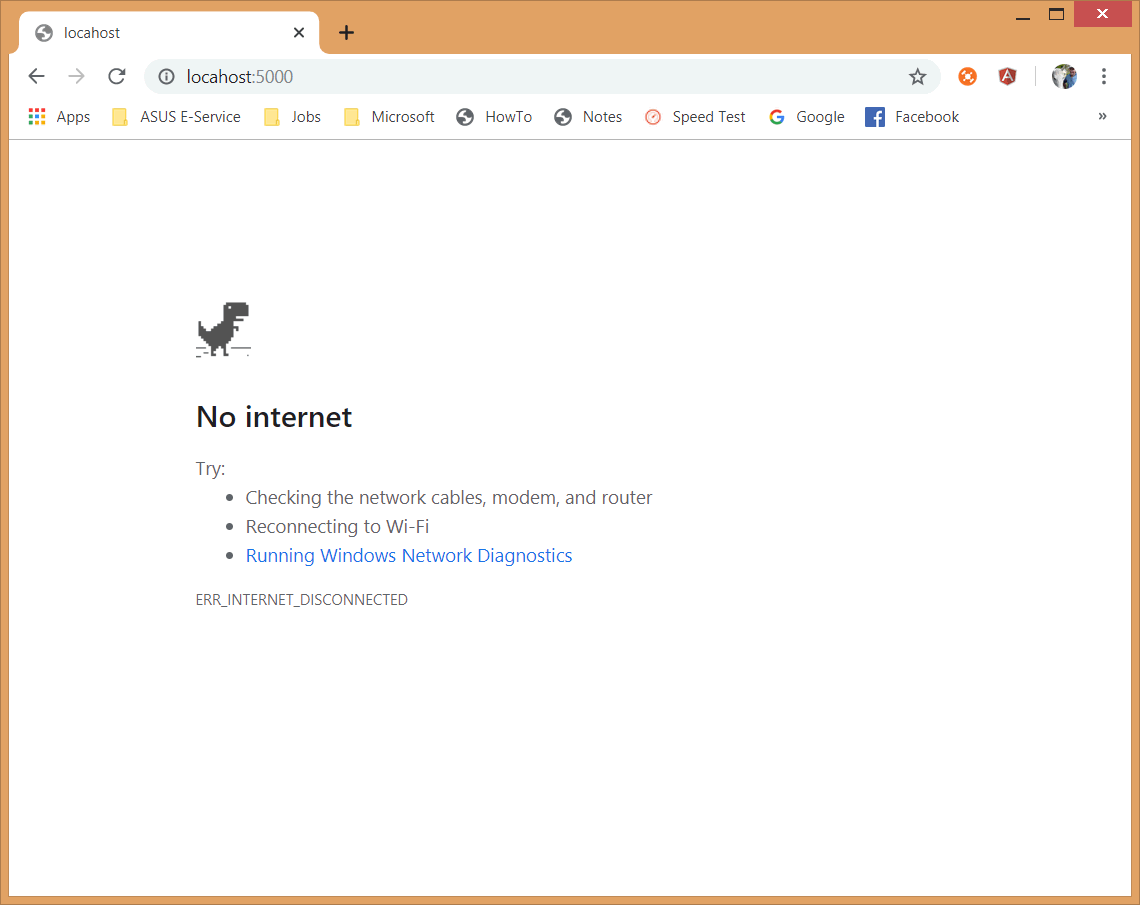 locahost
locahost:5000
Apps ASUS E-Service Jobs Microsoft HowTo Notes Speed Test Google Facebook »
No internet
Try:
• Checking the network cables, modem, and router
• Reconnecting to Wi-Fi
• Running Windows Network Diagnostics
ERR_INTERNET_DISCONNECTED